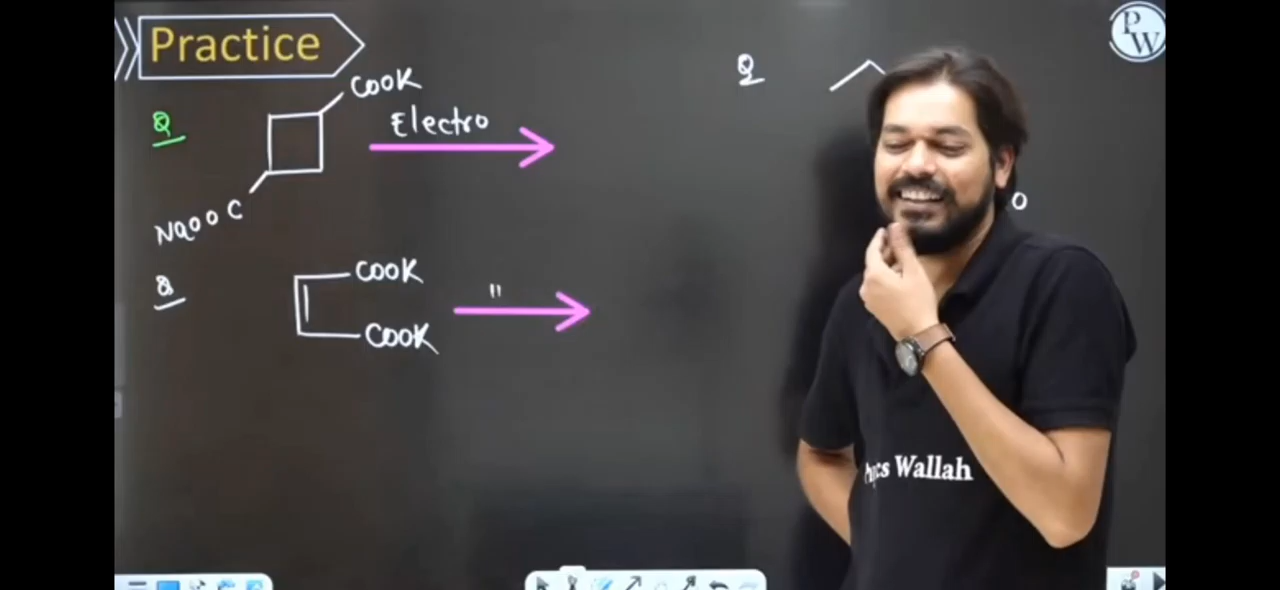 Practice
PW
Q
COOK
Electro
Q
NaOOC
O
Q
COOK
"
COOK
Wallah